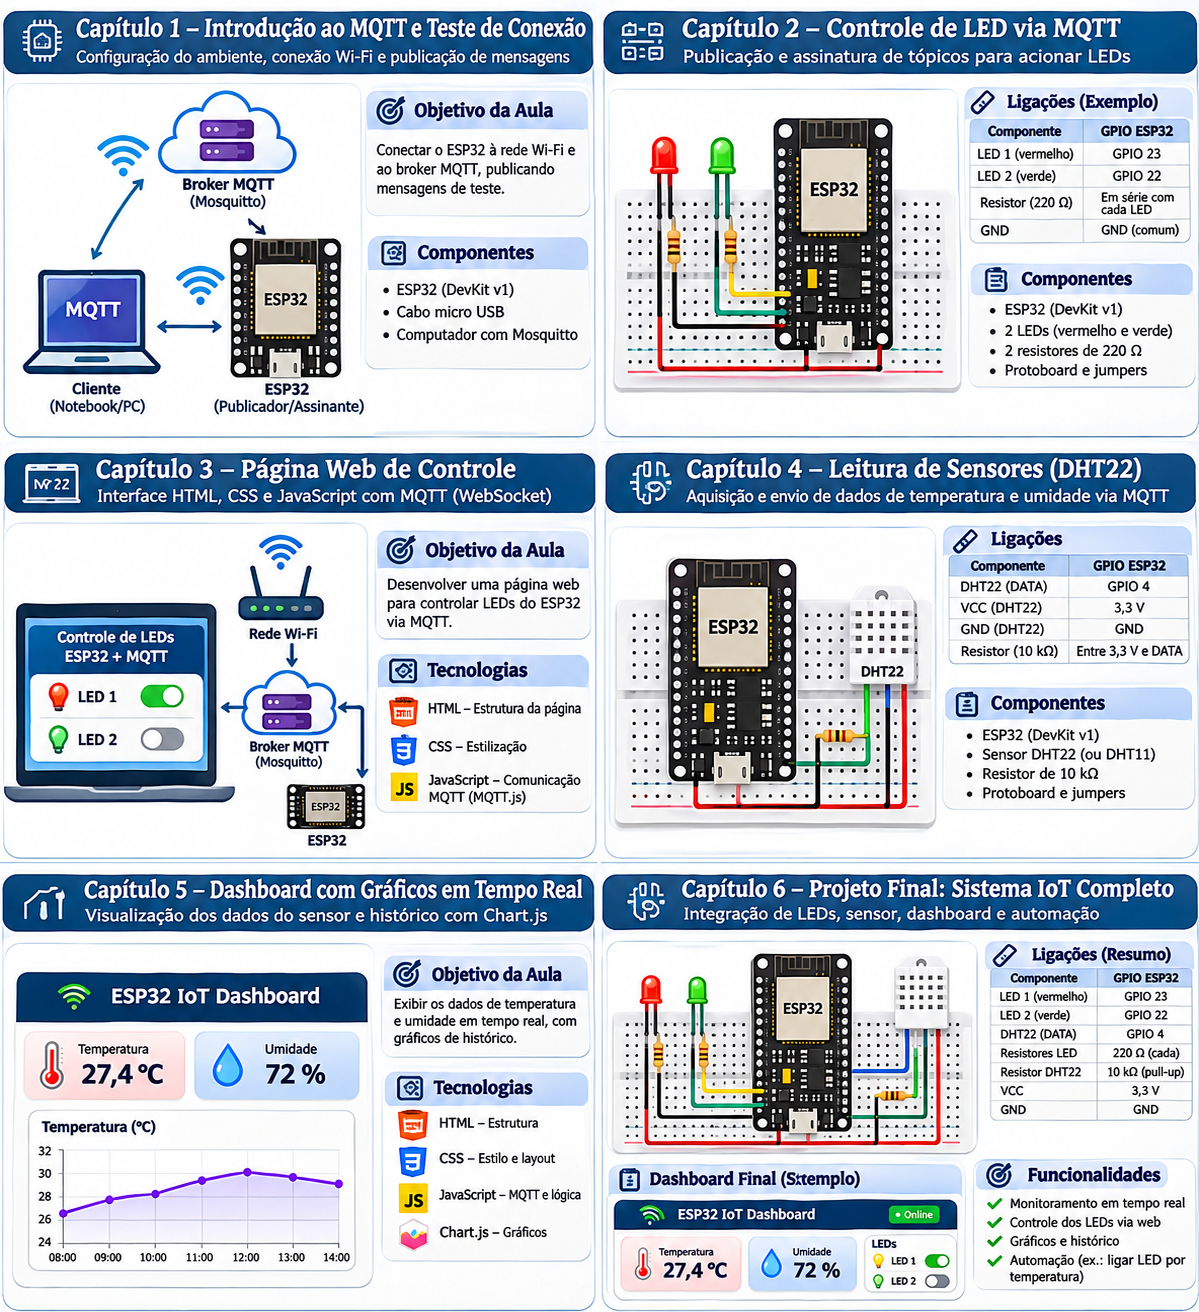 Capítulo 1 – Introdução ao MQTT e Teste de Conexão
Configuração do ambiente, conexão Wi-Fi e publicação de mensagens
Broker MQTT
(Mosquitto)
MQTT
ESP32
Cliente
(Notebook/PC)
ESP32
(Publicador/Assinante)
Objetivo da Aula
Conectar o ESP32 à rede Wi-Fi e
ao broker MQTT, publicando
mensagens de teste.
Componentes
• ESP32 (DevKit v1)
• Cabo micro USB
• Computador com Mosquitto
Capítulo 2 – Controle de LED via MQTT
Publicação e assinatura de tópicos para acionar LEDs
ESP32
Ligações (Exemplo)
Componente GPIO ESP32
LED 1 (vermelho) GPIO 23
LED 2 (verde) GPIO 22
Resistor (220 Ω) Em série com
cada LED
GND GND (comum)
Componentes
• ESP32 (DevKit v1)
• 2 LEDs (vermelho e verde)
• 2 resistores de 220 Ω
• Protoboard e jumpers
Capítulo 3 – Página Web de Controle
Interface HTML, CSS e JavaScript com MQTT (WebSocket)
Controle de LEDs
ESP32 + MQTT
LED 1
LED 2
Rede Wi-Fi
Broker MQTT
(Mosquitto)
ESP32
ESP32
Objetivo da Aula
Desenvolver uma página web
para controlar LEDs do ESP32
via MQTT.
Tecnologias
HTML – Estrutura da página
CSS – Estilização
JS
JavaScript – Comunicação
MQTT (MQTT.js)
Capítulo 4 – Leitura de Sensores (DHT22)
Aquisição e envio de dados de temperatura e umidade via MQTT
ESP32
DHT22
Ligações
Componente GPIO ESP32
DHT22 (DATA) GPIO 4
VCC (DHT22) 3,3 V
GND (DHT22) GND
Resistor (10 kΩ) Entre 3,3 V e DATA
Componentes
• ESP32 (DevKit v1)
• Sensor DHT22 (ou DHT11)
• Resistor de 10 kΩ
• Protoboard e jumpers
Capítulo 5 – Dashboard com Gráficos em Tempo Real
Visualização dos dados do sensor e histórico com Chart.js
ESP32 IoT Dashboard
Temperatura
27,4 °C
Umidade
72 %
Temperatura (°C)
32
30
28
26
24
08:00 09:00 10:00 11:00 12:00 13:00 14:00
Objetivo da Aula
Exibir os dados de temperatura
e umidade em tempo real, com
gráficos de histórico.
Tecnologias
HTML – Estrutura
CSS – Estilo e layout
JS
JavaScript – MQTT e lógica
Chart.js – Gráficos
Capítulo 6 – Projeto Final: Sistema IoT Completo
Integração de LEDs, sensor, dashboard e automação
ESP32
Ligações (Resumo)
Componente GPIO ESP32
LED 1 (vermelho) GPIO 23
LED 2 (verde) GPIO 22
DHT22 (DATA) GPIO 4
Resistores LED 220 Ω (cada)
Resistor DHT22 10 kΩ (pull-up)
VCC 3,3 V
GND GND
Dashboard Final (Sxtemplo)
ESP32 IoT Dashboard
• Online
Temperatura
27,4 °C
Umidade
72 %
LEDs
LED 1
LED 2
Funcionalidades
Monitoramento em tempo real
Controle dos LEDs via web
Gráficos e histórico
Automação (ex.: ligar LED por
temperatura)